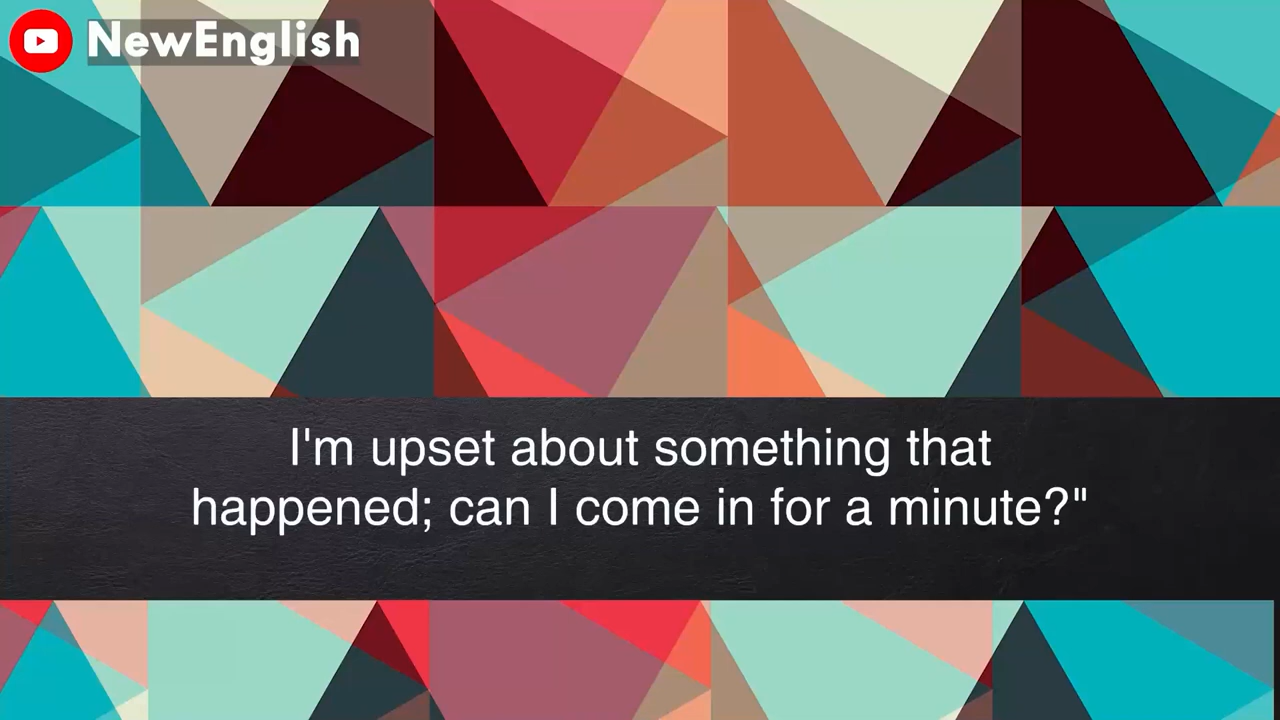 NewEnglish
I'm upset about something that
happened; can I come in for a minute?"